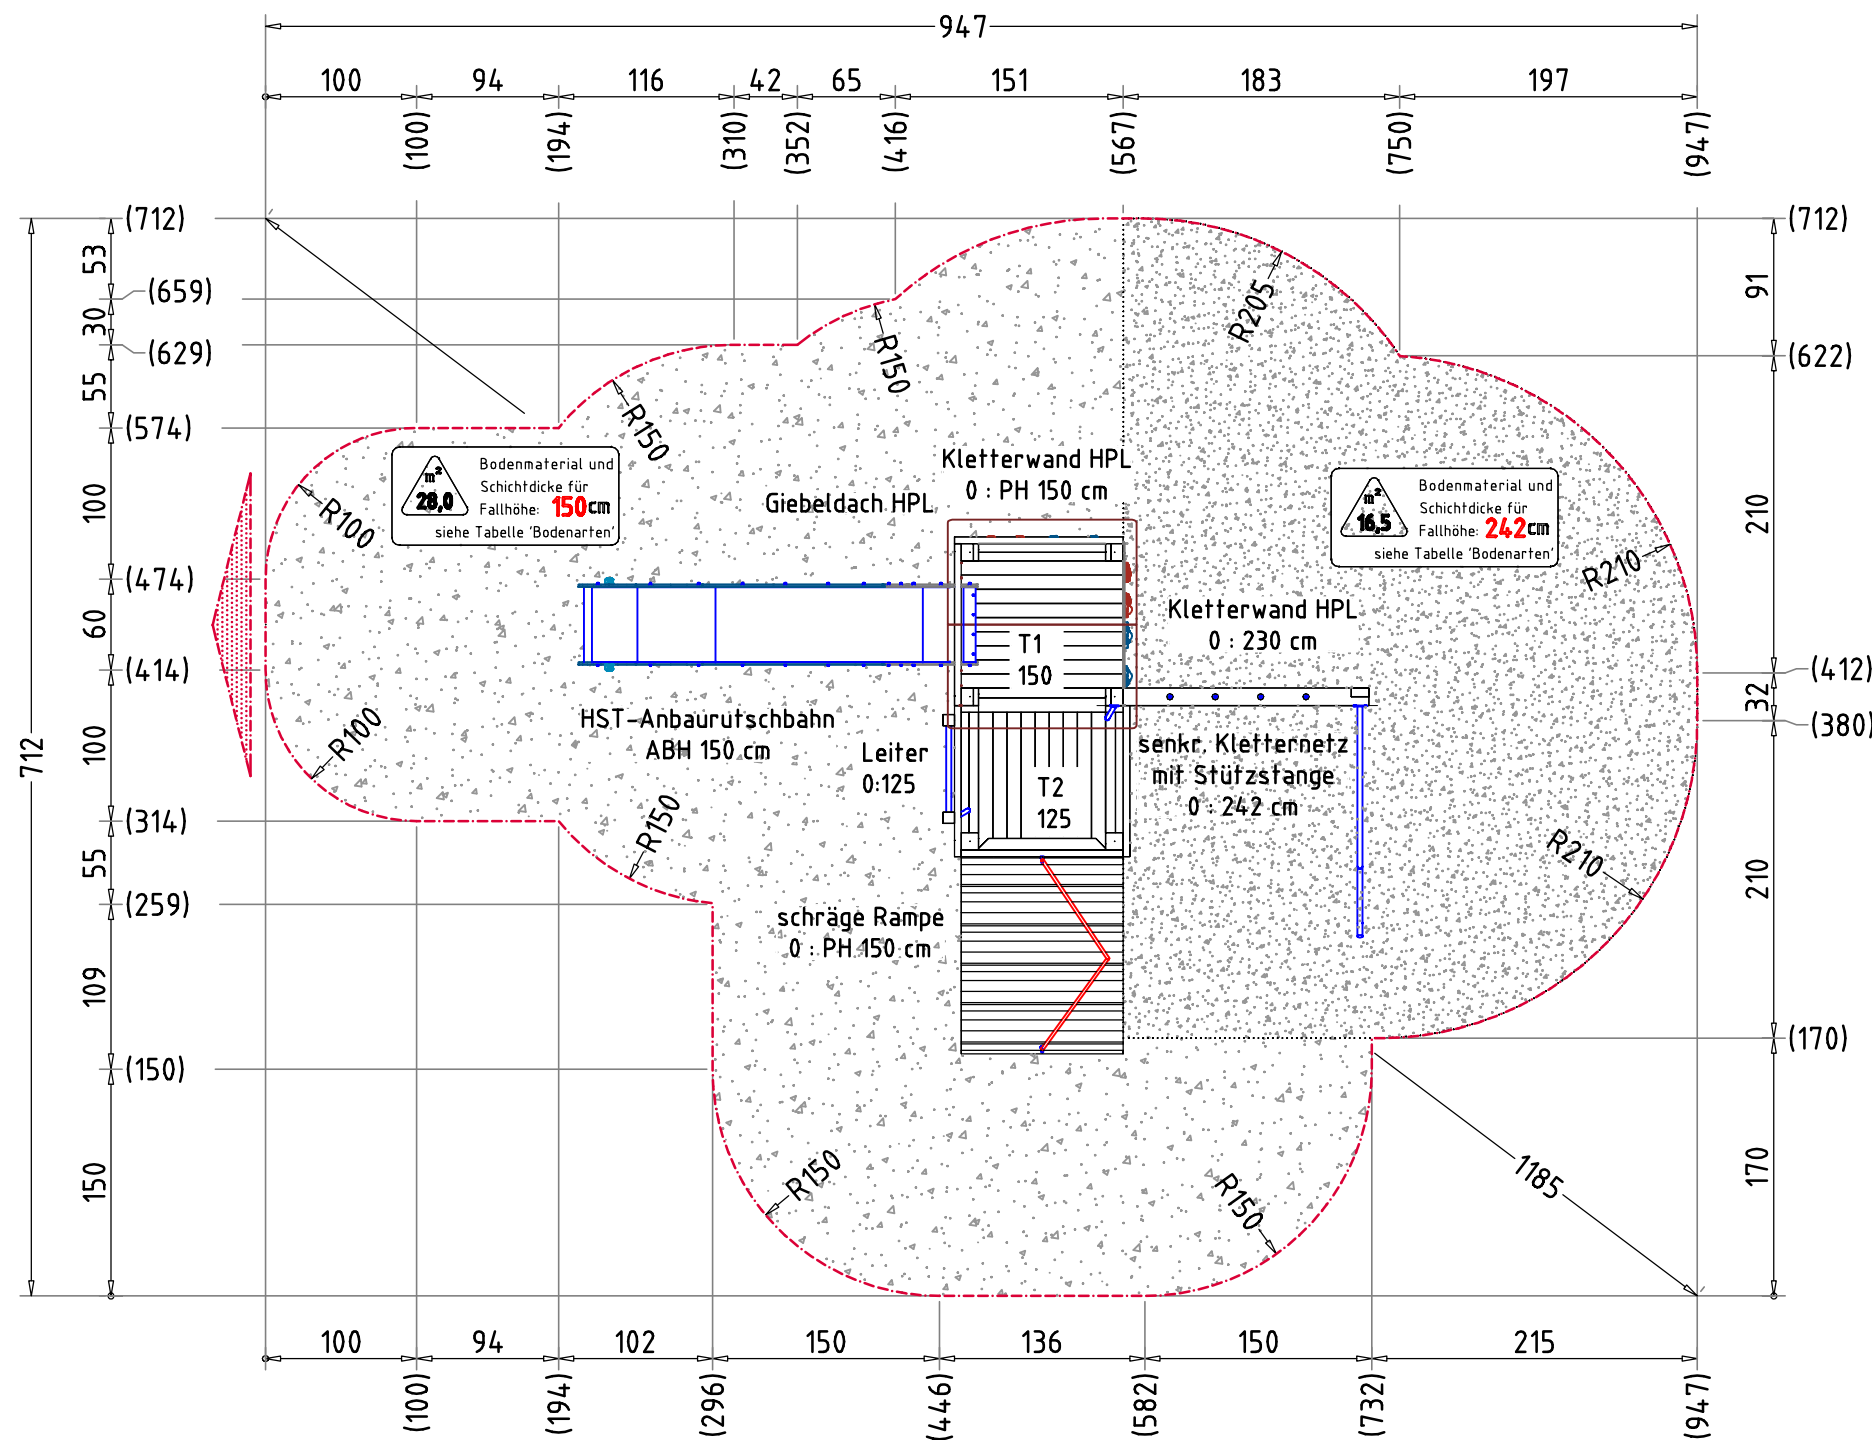 947
100 94 116 42 65 151 183 197
(100) (194) (310) (352) (416) (567) (750) (947)
712
(712)
53
(659)
30
(629)
55
(574)
100
(474)
60
(414)
100
(314)
55
(259)
109
(150)
150
(712)
91
(622)
210
(412)
32
(380)
210
(170)
170
R205
R150
R150
R100
R100
R150
R210
R210
R150
R150
1185
m²
28,0
Bodenmaterial und
Schichtdicke für
Fallhöhe: 150cm
siehe Tabelle 'Bodenarten'
m²
16,5
Bodenmaterial und
Schichtdicke für
Fallhöhe: 242cm
siehe Tabelle 'Bodenarten'
Kletterwand HPL
0 : PH 150 cm
Giebeldach HPL
Kletterwand HPL
0 : 230 cm
T1
150
HST-Anbaurutschbahn
ABH 150 cm
Leiter
0:125
senkr. Kletternetz
mit Stützstange
0 : 242 cm
T2
125
schräge Rampe
0 : PH 150 cm
100 94 102 150 136 150 215
(100) (194) (296) (446) (582) (732) (947)